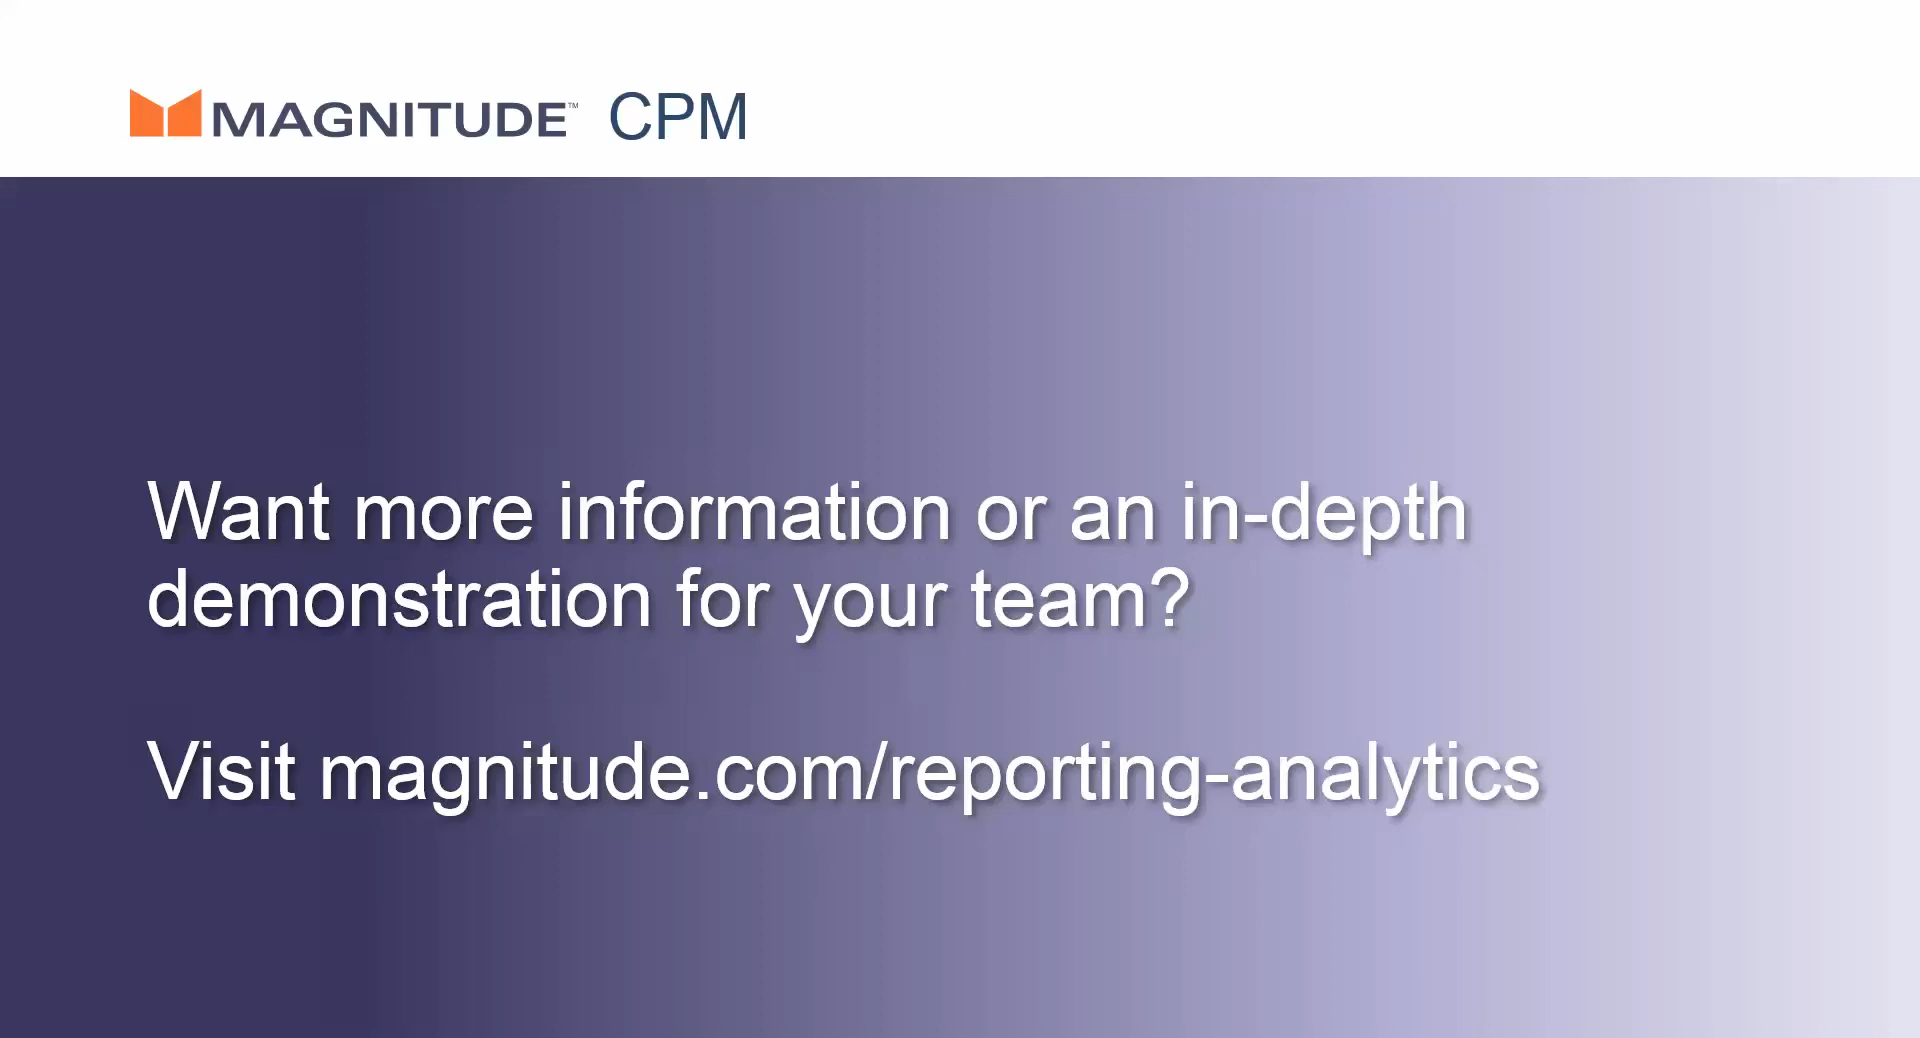 MAGNITUDE™ CPM
Want more information or an in-depth
demonstration for your team?
Visit magnitude.com/reporting-analytics